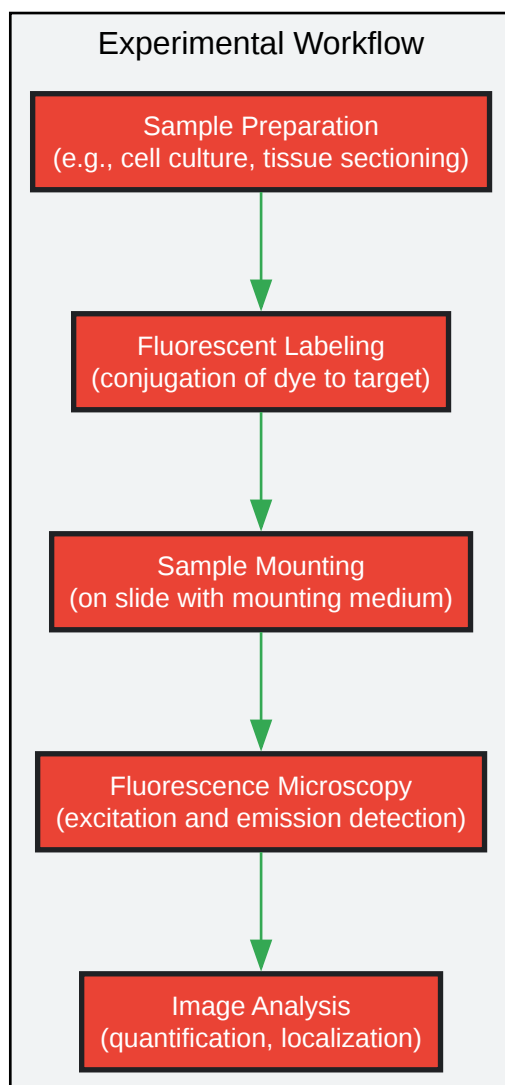 Experimental Workflow
Sample Preparation
(e.g., cell culture, tissue sectioning)
Fluorescent Labeling
(conjugation of dye to target)
Sample Mounting
(on slide with mounting medium)
Fluorescence Microscopy
(excitation and emission detection)
Image Analysis
(quantification, localization)